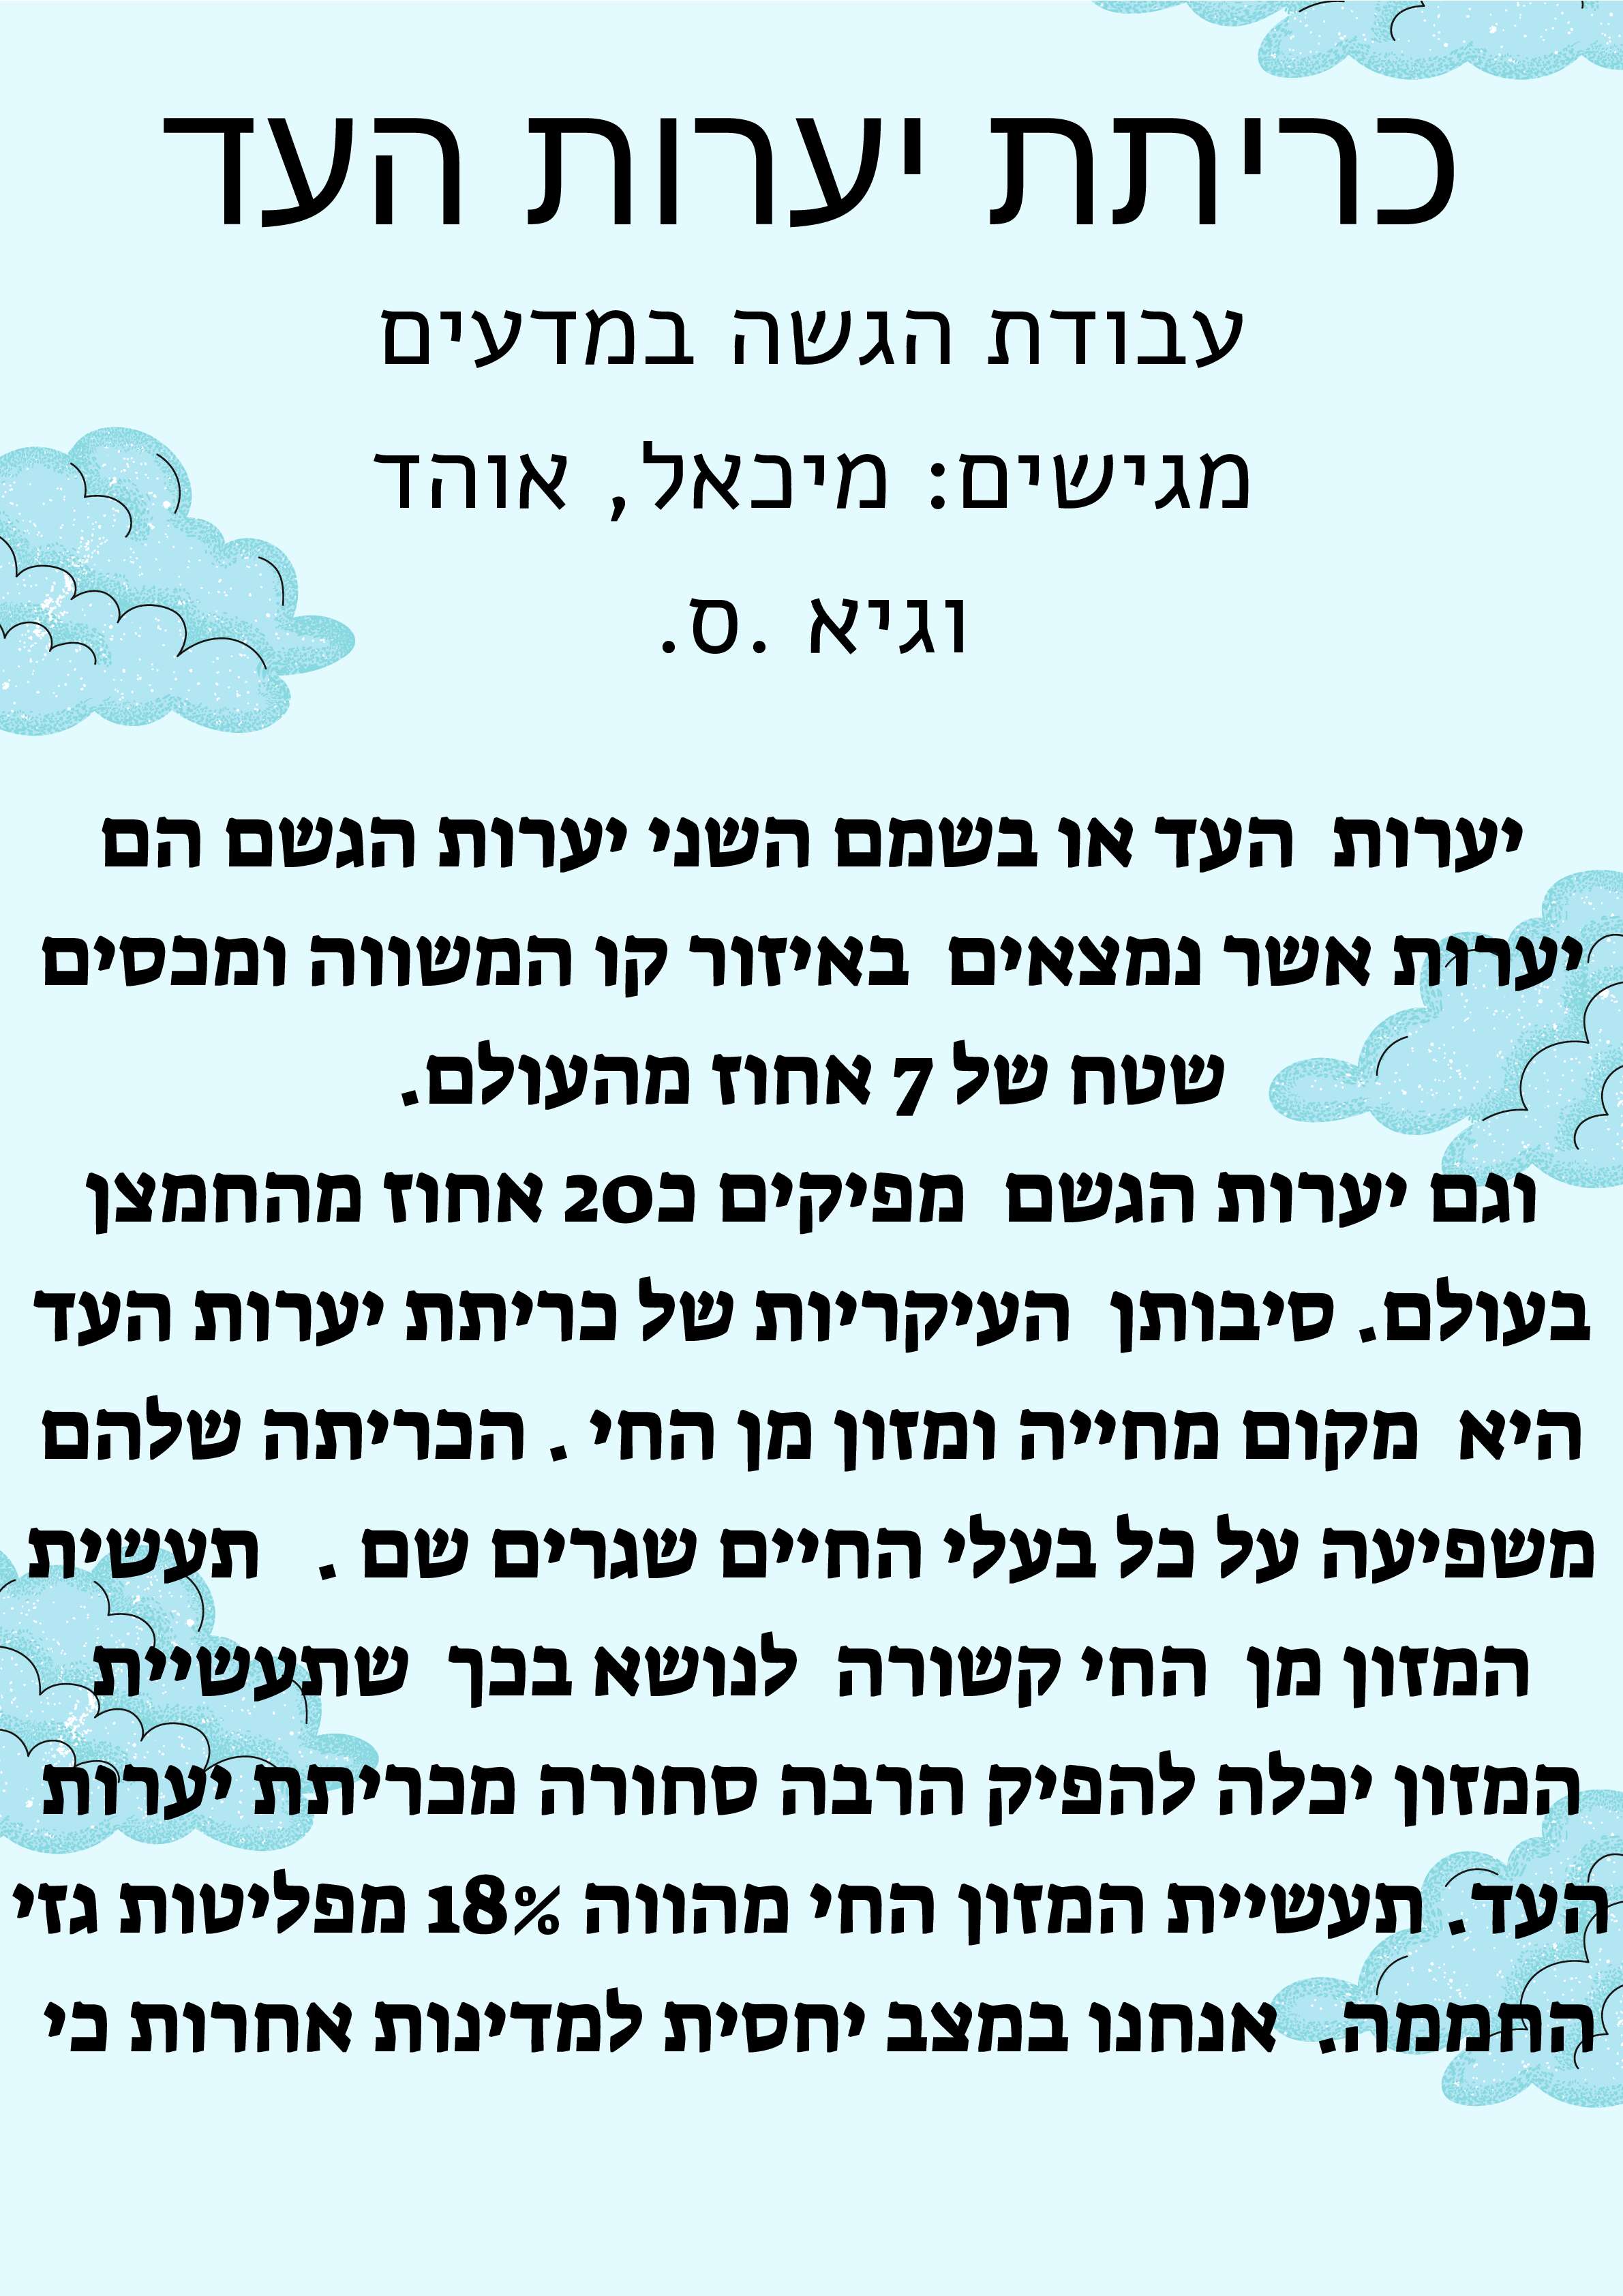 כריתת יערות העד
עבודת הגשה במדעים
מגישים: מיכאל, אוהד
וגיא .ס.
יערות העד או בשמם השני יערות הגשם הם
יערות אשר נמצאים באיזור קו המשווה ומכסים
שטח של 7 אחוז מהעולם.
וגם יערות הגשם מפיקים כ20 אחוז מהחמצן
בעולם. סיבותן העיקריות של כריתת יערות העד
היא מקום מחייה ומזון מן החי . הכריתה שלהם
משפיעה על כל בעלי החיים שגרים שם . תעשית
המזון מן החי קשורה לנושא בכך שתעשיית
המזון יכלה להפיק הרבה סחורה מכריתת יערות
העד. תעשיית המזון החי מהווה 18% מפליטות גזי
החממה. אנחנו במצב יחסית למדינות אחרות כי